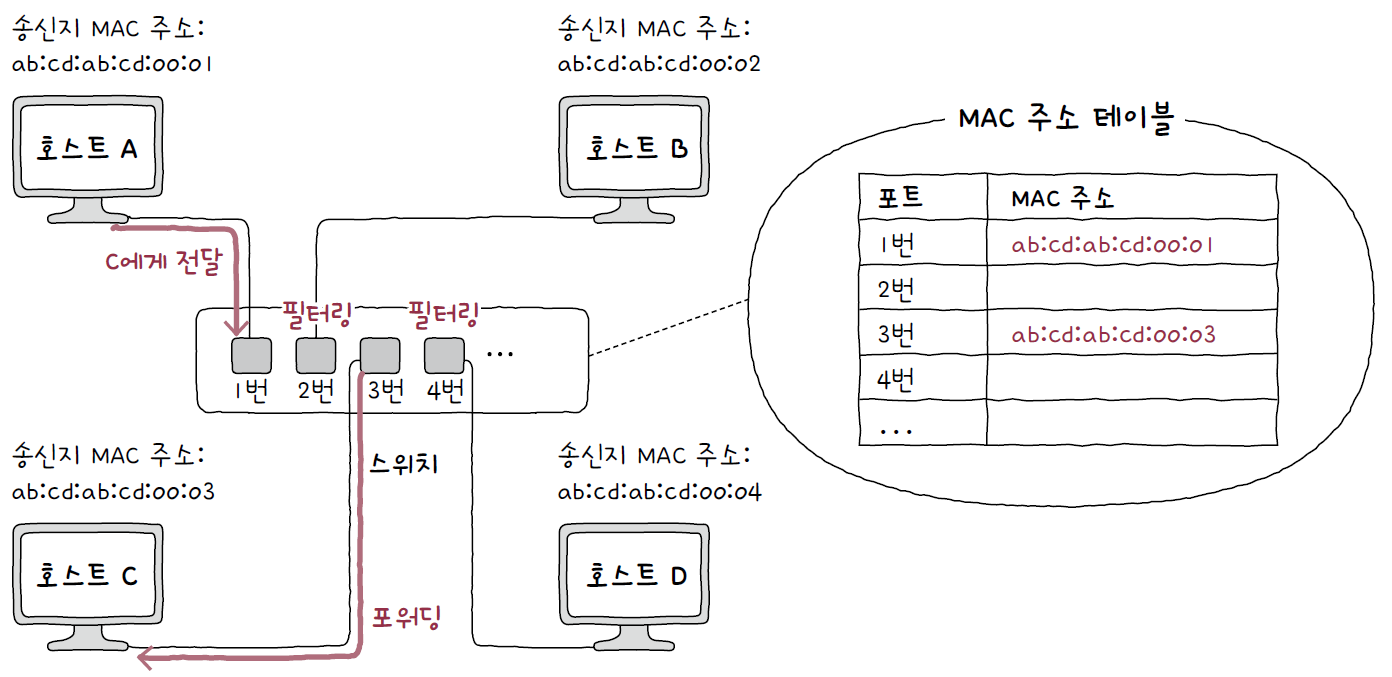 송신지 MAC 주소:
ab:cd:ab:cd:00:01
호스트 A
송신지 MAC 주소:
ab:cd:ab:cd:00:02
호스트 B
C에게 전달
필터링
필터링
1번
2번
3번
4번
...
스위치
송신지 MAC 주소:
ab:cd:ab:cd:00:03
호스트 C
포워딩
송신지 MAC 주소:
ab:cd:ab:cd:00:04
호스트 D
MAC 주소 테이블
포트 MAC 주소
1번 ab:cd:ab:cd:00:01
2번
3번 ab:cd:ab:cd:00:03
4번
...